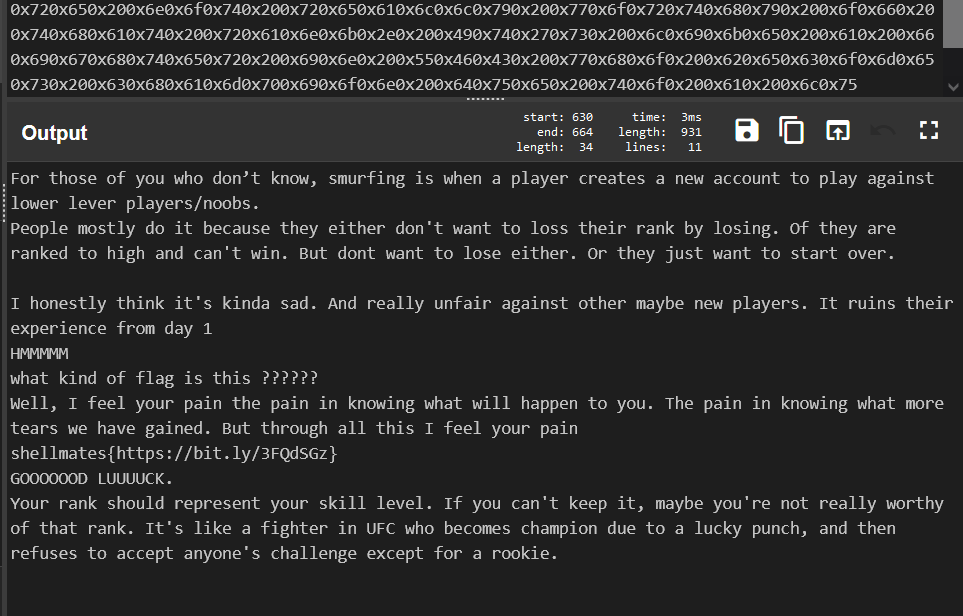 0x720x650x200x6e0x6f0x740x200x720x650x610x6c0x6c0x790x200x770x6f0x720x740x680x790x200x6f0x660x20
0x740x680x610x740x200x720x610x6e0x6b0x2e0x200x490x740x270x730x200x6c0x690x6b0x650x200x610x200x66
0x690x670x680x740x650x720x200x690x6e0x200x550x460x430x200x770x680x6f0x200x620x650x630x6f0x6d0x65
0x730x200x630x680x610x6d0x700x690x6f0x6e0x200x640x750x650x200x740x6f0x200x610x200x6c0x75
Output
start: 630 time: 3ms
end: 664 length: 931
length: 34 lines: 11
For those of you who don’t know, smurfing is when a player creates a new account to play against
lower lever players/noobs.
People mostly do it because they either don't want to loss their rank by losing. Of they are
ranked to high and can't win. But dont want to lose either. Or they just want to start over.
I honestly think it's kinda sad. And really unfair against other maybe new players. It ruins their
experience from day 1
HMMMMM
what kind of flag is this ??????
Well, I feel your pain the pain in knowing what will happen to you. The pain in knowing what more
tears we have gained. But through all this I feel your pain
shellmates{https://bit.ly/3FQdSGz}
GOOOOOOD LUUUUCK.
Your rank should represent your skill level. If you can't keep it, maybe you're not really worthy
of that rank. It's like a fighter in UFC who becomes champion due to a lucky punch, and then
refuses to accept anyone's challenge except for a rookie.